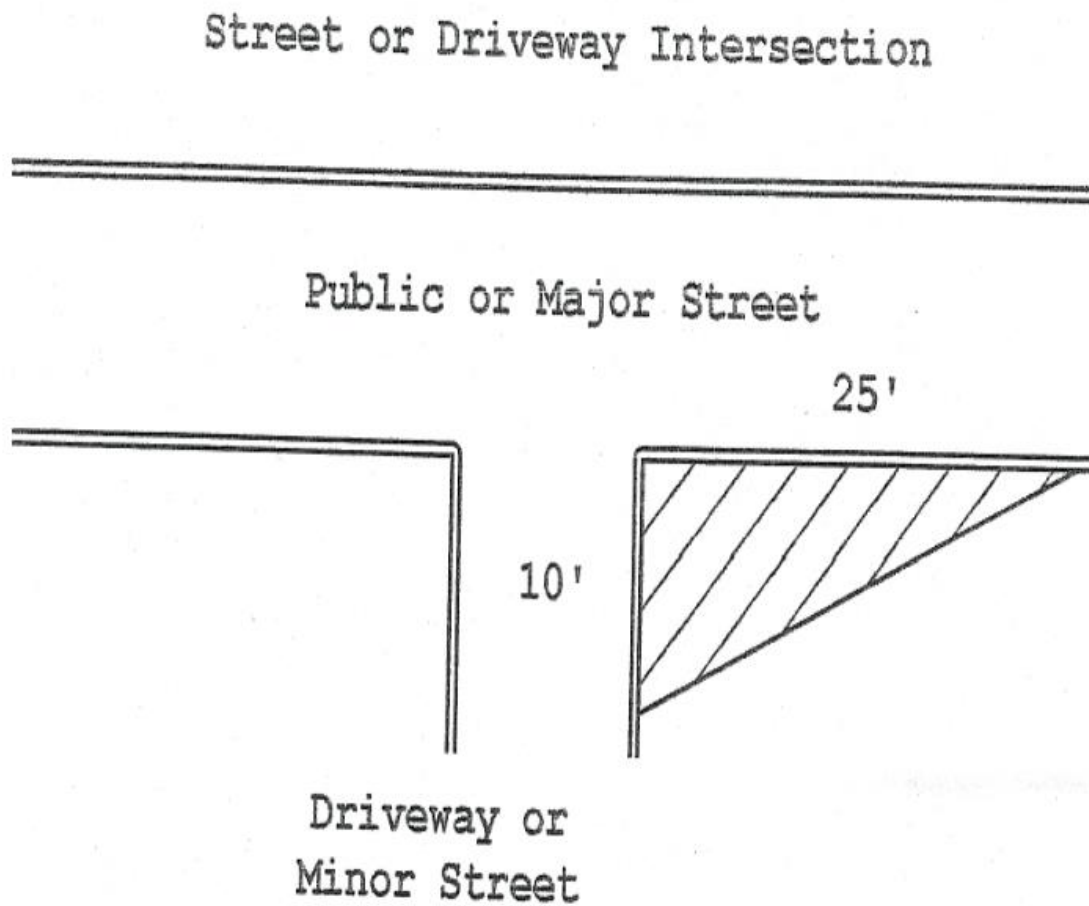 Street or Driveway Intersection
Public or Major Street
25'
10'
Driveway or
Minor Street